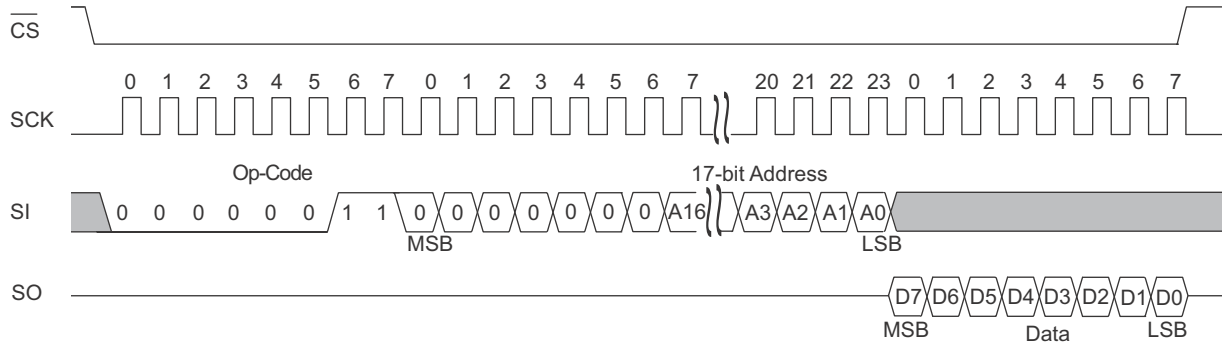 CS
0 1 2 3 4 5 6 7 0 1 2 3 4 5 6 7 20 21 22 23 0 1 2 3 4 5 6 7
SCK
Op-Code 17-bit Address
SI 0 0 0 0 0 0 1 1 0 0 0 0 0 0 0 A16 A3 A2 A1 A0
MSB LSB
SO D7 D6 D5 D4 D3 D2 D1 D0
MSB Data LSB